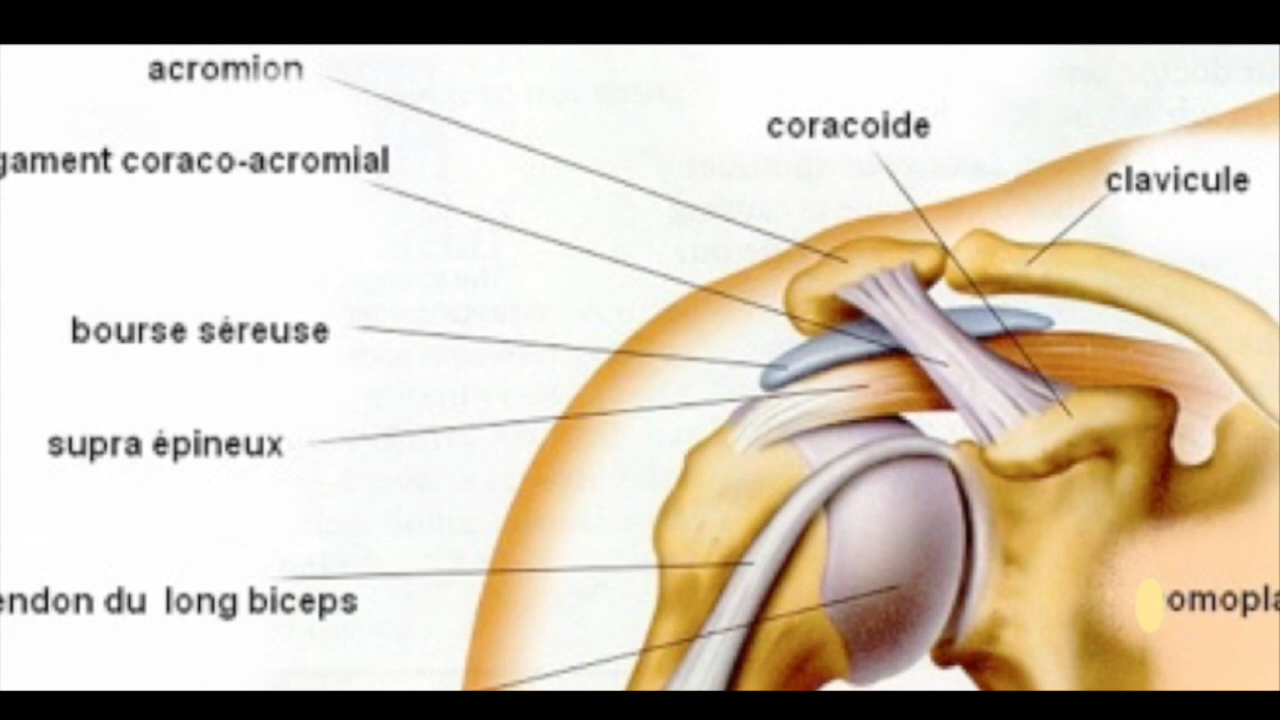 acromion
coracoide
gament coraco-acromial
clavicule
bourse séreuse
supra épineux
endon du long biceps
omopla